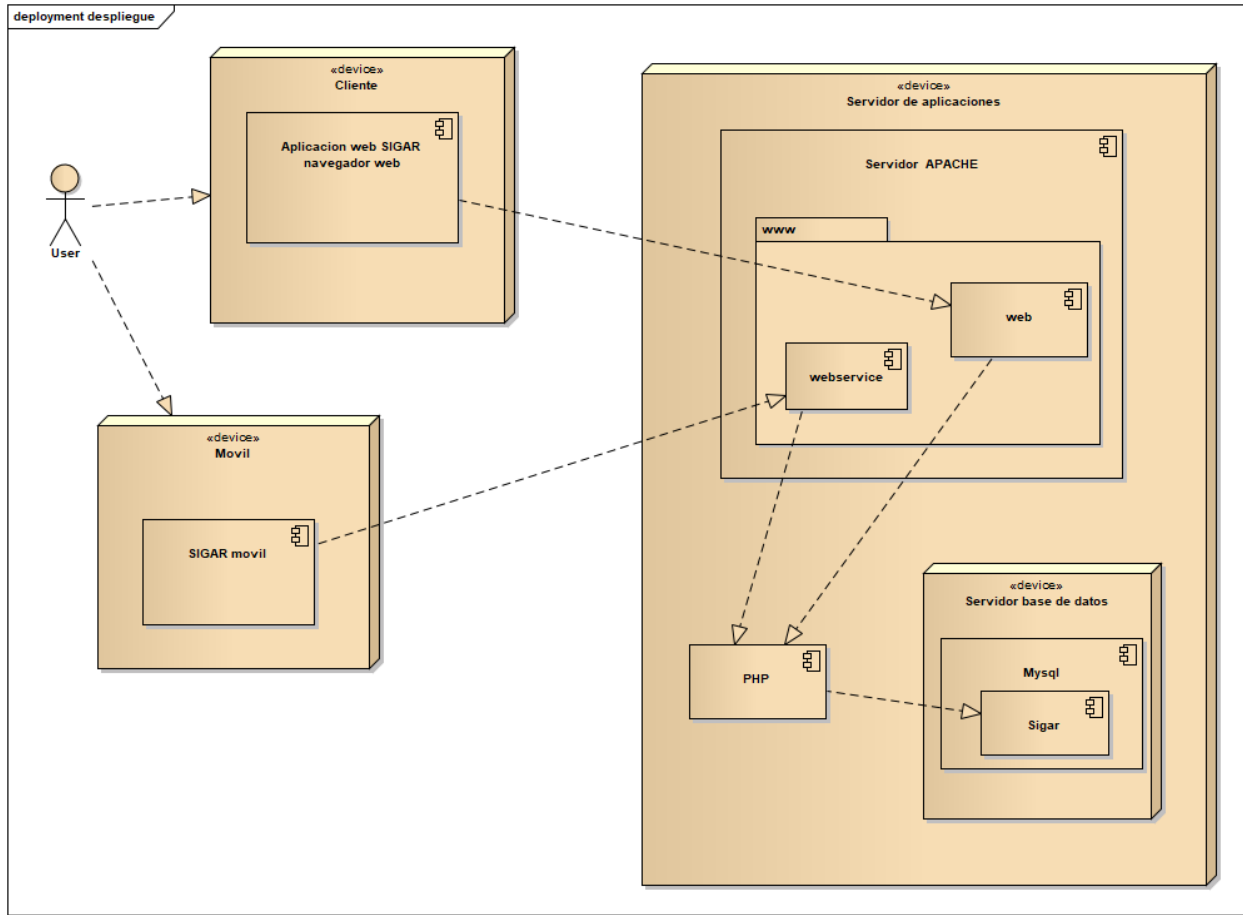 deployment despliegue
«device»
Cliente
Aplicacion web SIGAR
navegador web
User
«device»
Movil
SIGAR movil
«device»
Servidor de aplicaciones
Servidor APACHE
www
web
webservice
PHP
«device»
Servidor base de datos
Mysql
Sigar